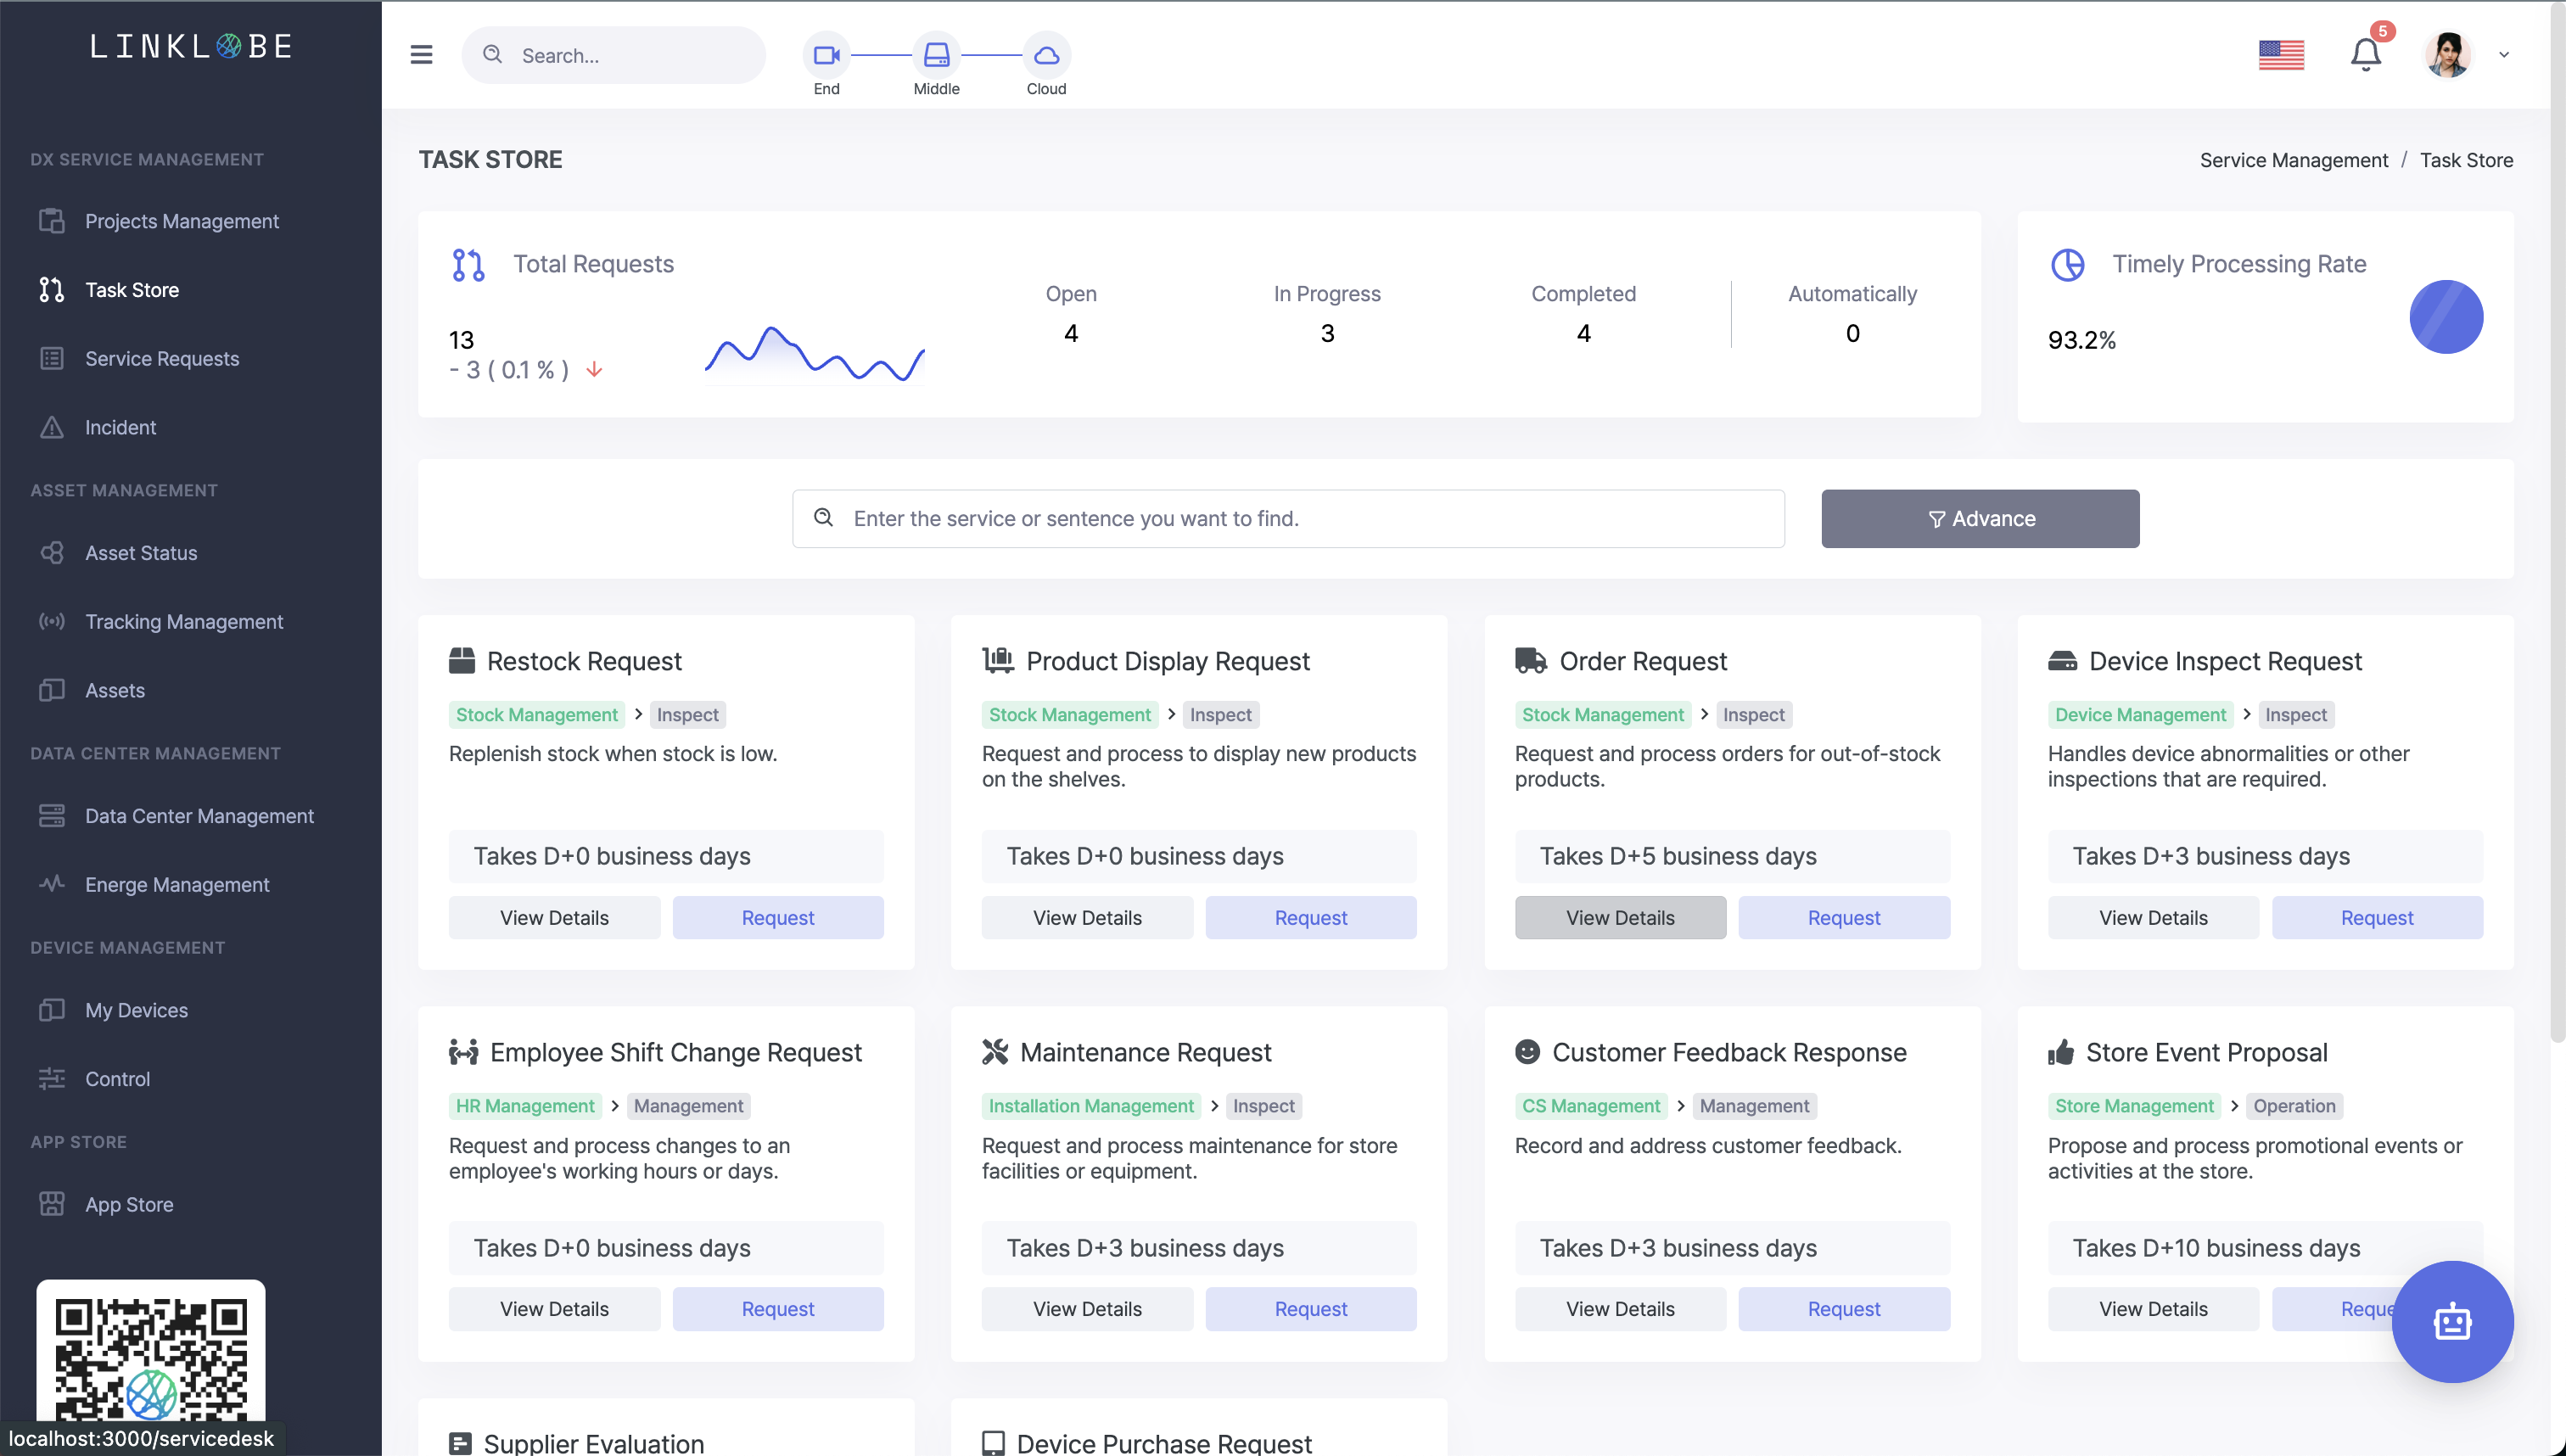 LINKLOBE
DX SERVICE MANAGEMENT
Projects Management
Task Store
Service Requests
Incident
ASSET MANAGEMENT
Asset Status
Tracking Management
Assets
DATA CENTER MANAGEMENT
Data Center Management
Energe Management
DEVICE MANAGEMENT
My Devices
Control
APP STORE
App Store
localhost:3000/servicedesk
Search...
End
Middle
Cloud
5
TASK STORE
Service Management / Task Store
Total Requests
13
- 3 ( 0.1 % )
Open
4
In Progress
3
Completed
4
Automatically
0
Timely Processing Rate
93.2%
Enter the service or sentence you want to find.
Advance
Restock Request
Stock Management > Inspect
Replenish stock when stock is low.
Takes D+0 business days
View Details
Request
Product Display Request
Stock Management > Inspect
Request and process to display new products
on the shelves.
Takes D+0 business days
View Details
Request
Order Request
Stock Management > Inspect
Request and process orders for out-of-stock
products.
Takes D+5 business days
View Details
Request
Device Inspect Request
Device Management > Inspect
Handles device abnormalities or other
inspections that are required.
Takes D+3 business days
View Details
Request
Employee Shift Change Request
HR Management > Management
Request and process changes to an
employee's working hours or days.
Takes D+0 business days
View Details
Request
Maintenance Request
Installation Management > Inspect
Request and process maintenance for store
facilities or equipment.
Takes D+3 business days
View Details
Request
Customer Feedback Response
CS Management > Management
Record and address customer feedback.
Takes D+3 business days
View Details
Request
Store Event Proposal
Store Management > Operation
Propose and process promotional events or
activities at the store.
Takes D+10 business days
View Details
Reque
Supplier Evaluation
Device Purchase Request